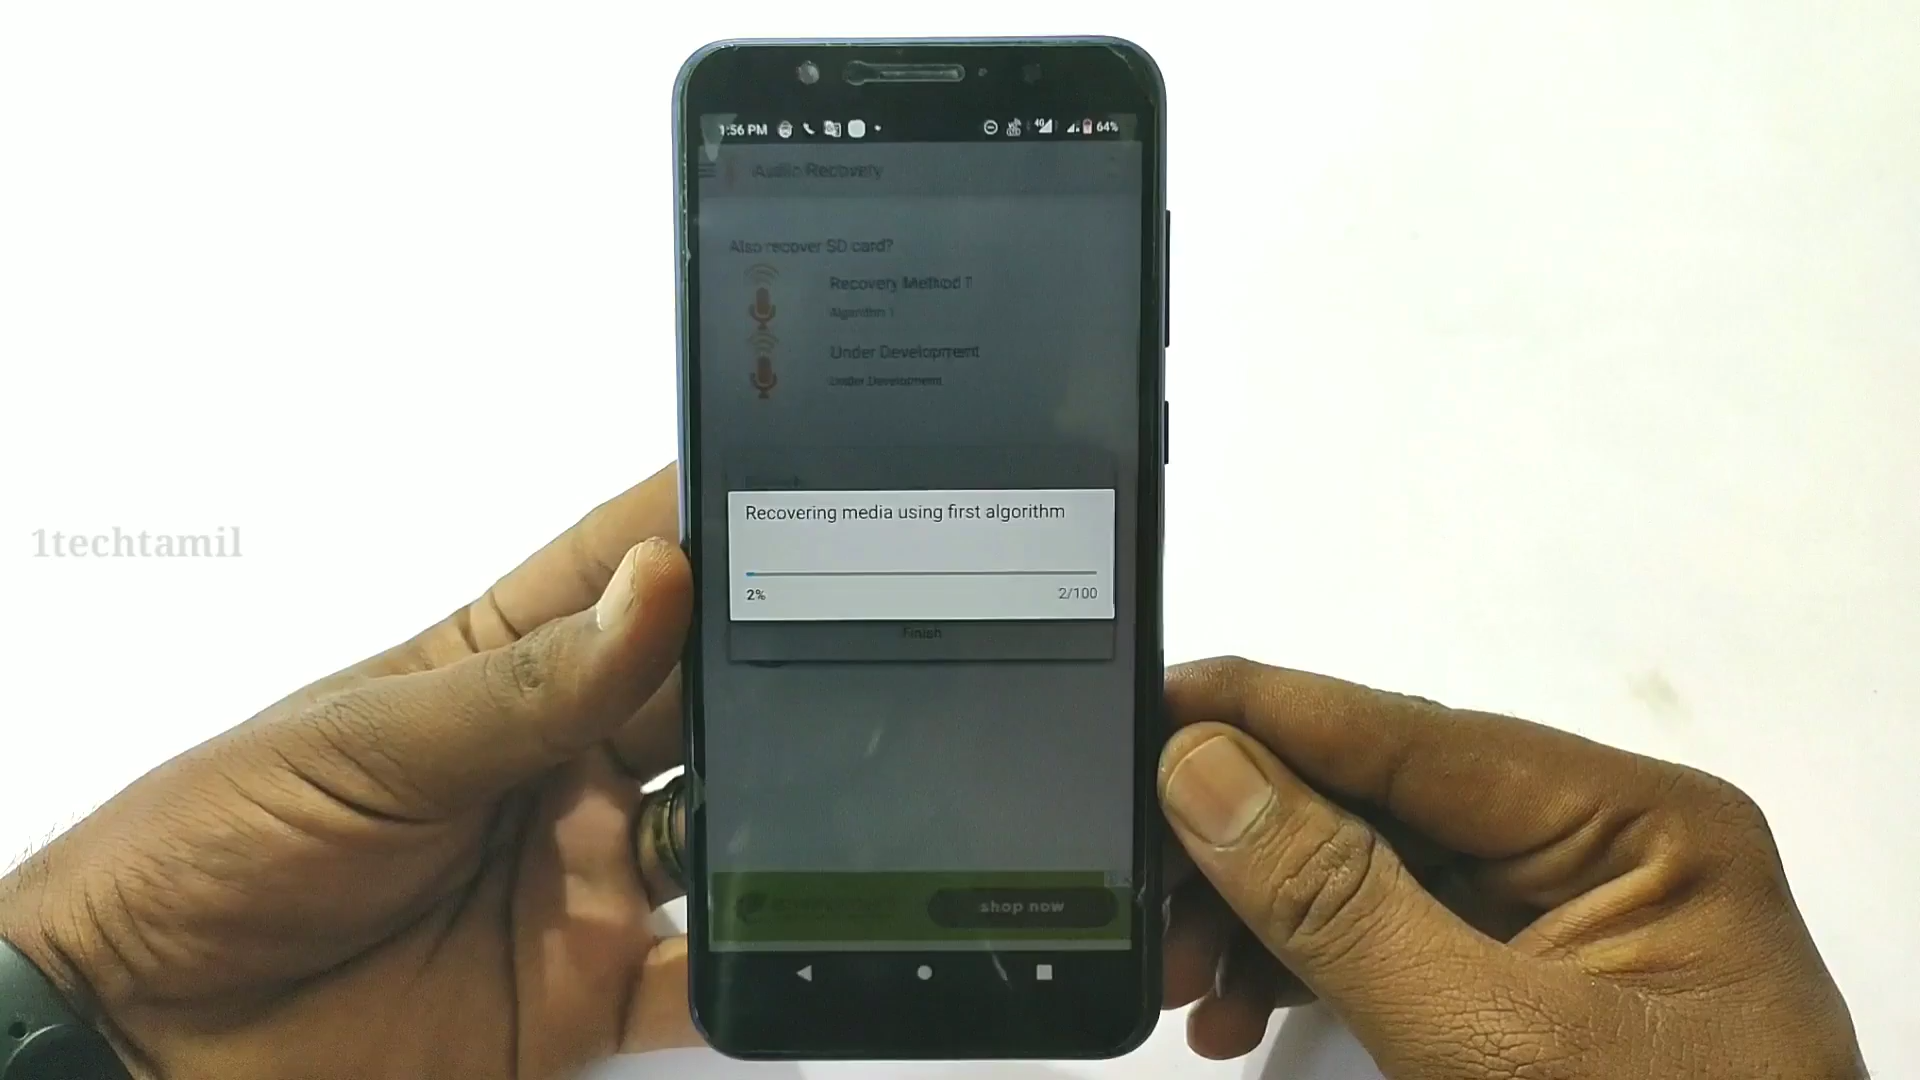 1:56 PM
4G
64%
Audio Recovery
Also recover SD card?
Recovery Method 1
Algorithm 1
Under Development
Under Development
Recovering media using first algorithm
2%
2/100
Finish
shop now
1techtamil